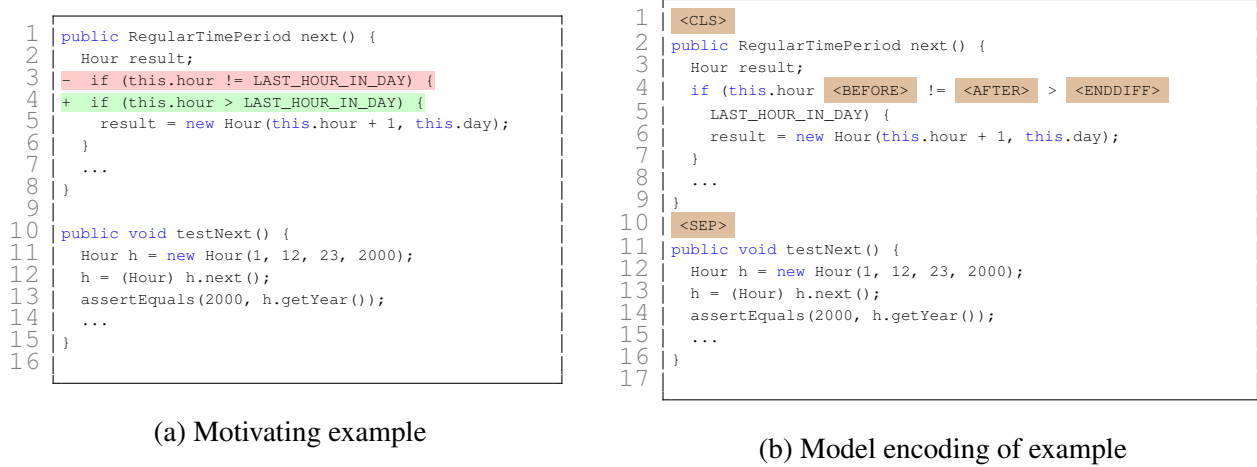 1
2 public RegularTimePeriod next() {
3 Hour result;
4 - if (this.hour != LAST_HOUR_IN_DAY) {
5 + if (this.hour > LAST_HOUR_IN_DAY) {
6 result = new Hour(this.hour + 1, this.day);
7 }
8 ...
9 }
10 public void testNext() {
11 Hour h = new Hour(1, 12, 23, 2000);
12 h = (Hour) h.next();
13 assertEquals(2000, h.getYear());
14 ...
15 }
16
(a) Motivating example
1 <CLS>
2 public RegularTimePeriod next() {
3 Hour result;
4 if (this.hour <BEFORE> != <AFTER> > <ENDDIFF>
5 LAST_HOUR_IN_DAY) {
6 result = new Hour(this.hour + 1, this.day);
7 }
8 ...
9 }
10 <SEP>
11 public void testNext() {
12 Hour h = new Hour(1, 12, 23, 2000);
13 h = (Hour) h.next();
14 assertEquals(2000, h.getYear());
15 ...
16 }
17
(b) Model encoding of example